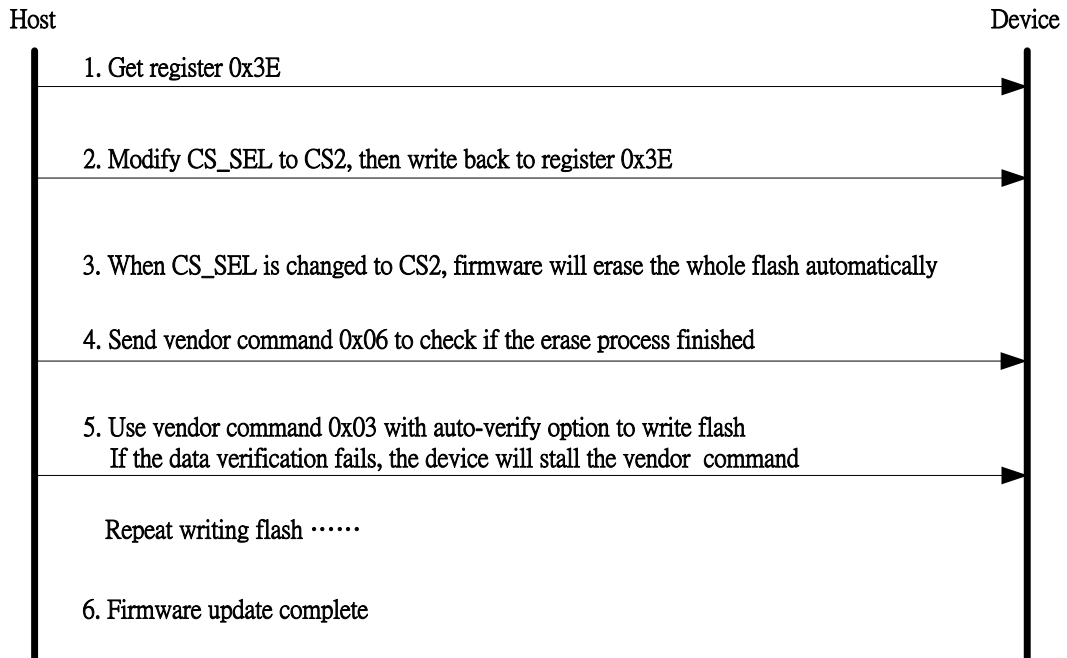 Host
Device
1. Get register 0x3E
2. Modify CS_SEL to CS2, then write back to register 0x3E
3. When CS_SEL is changed to CS2, firmware will erase the whole flash automatically
4. Send vendor command 0x06 to check if the erase process finished
5. Use vendor command 0x03 with auto-verify option to write flash
If the data verification fails, the device will stall the vendor command
Repeat writing flash ⋯⋯
6. Firmware update complete